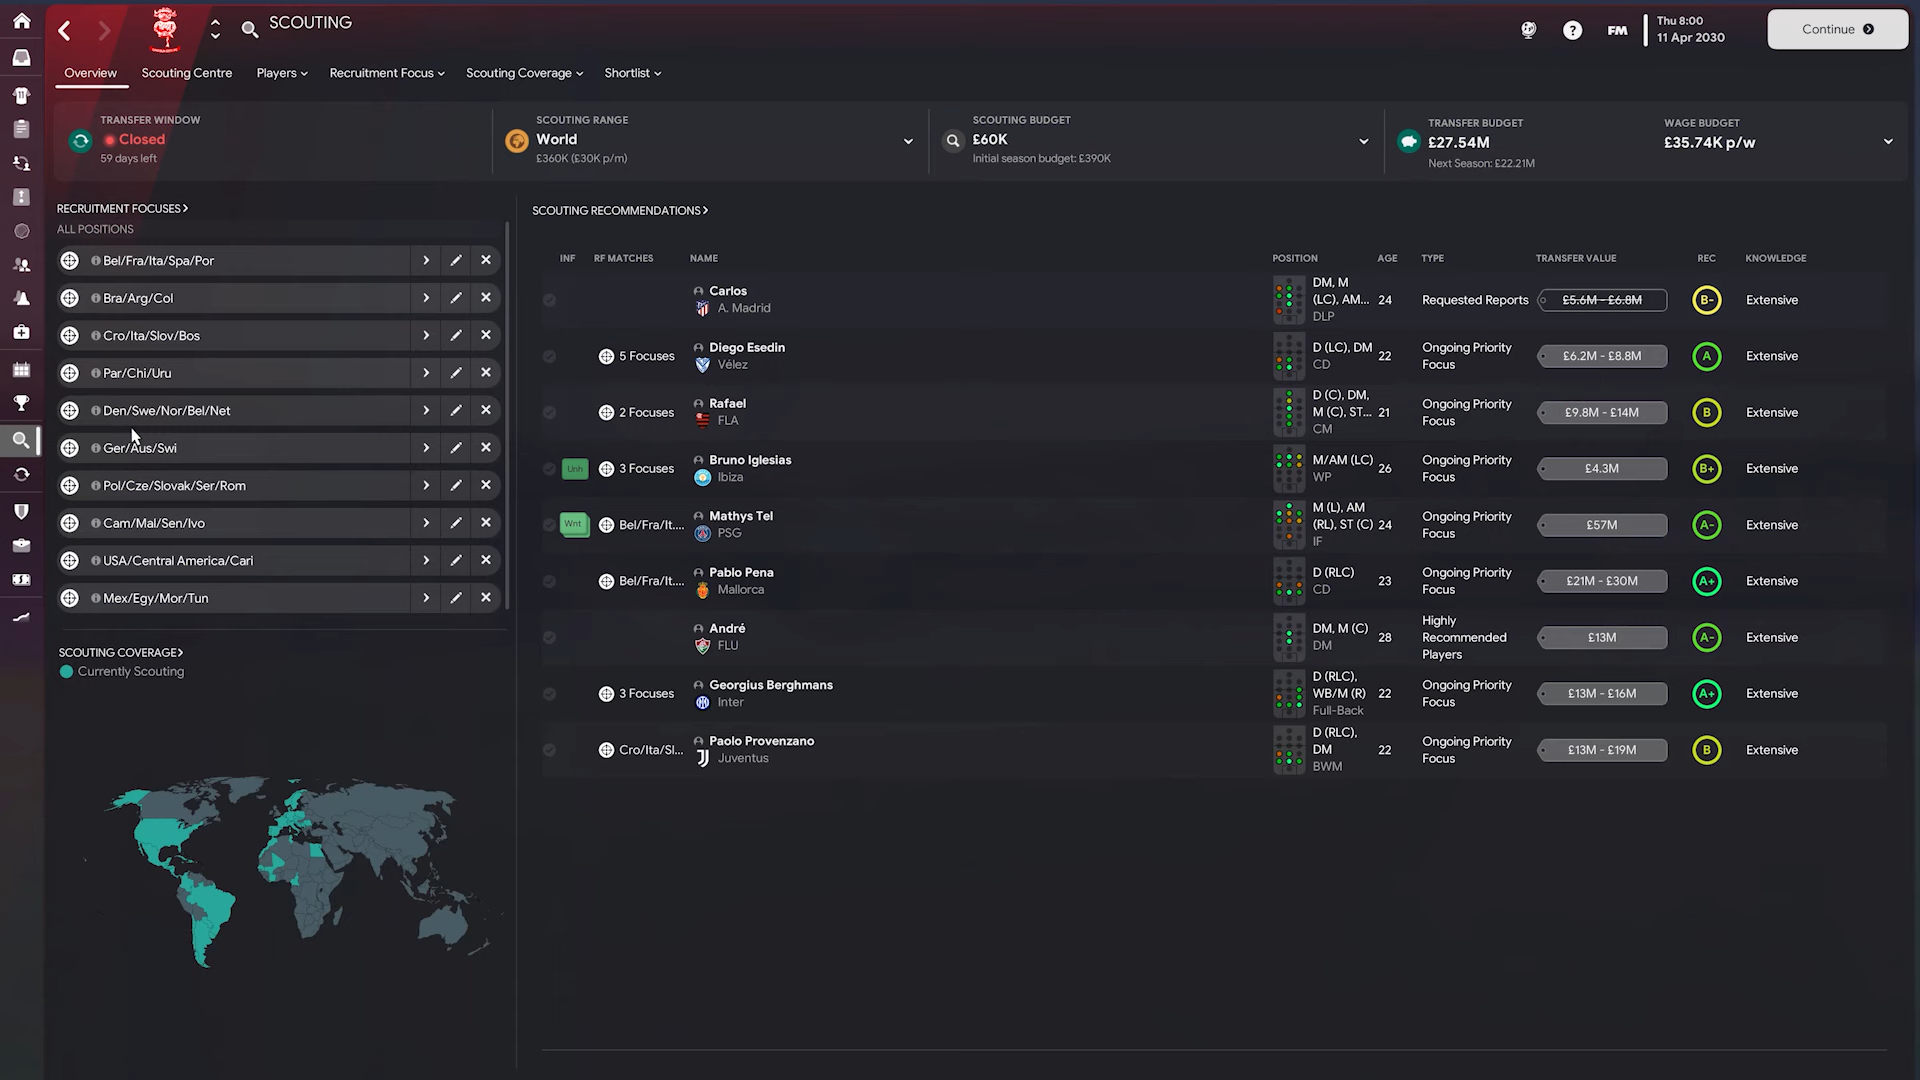 SCOUTING
FM
Thu 8:00
11 Apr 2030
Continue
Overview
Scouting Centre
Players
Recruitment Focus
Scouting Coverage
Shortlist
TRANSFER WINDOW
Closed
59 days left
SCOUTING RANGE
World
£360K (£30K p/m)
SCOUTING BUDGET
£60K
Initial season budget: £390K
TRANSFER BUDGET
£27.54M
Next Season: £22.21M
WAGE BUDGET
£35.74K p/w
RECRUITMENT FOCUSES
ALL POSITIONS
Bel/Fra/Ita/Spa/Por
Bra/Arg/Col
Cro/Ita/Slov/Bos
Par/Chi/Uru
Den/Swe/Nor/Bel/Net
Ger/Aus/Swi
Pol/Cze/Slovak/Ser/Rom
Cam/Mal/Sen/Ivo
USA/Central America/Cari
Mex/Egy/Mor/Tun
SCOUTING COVERAGE
Currently Scouting
SCOUTING RECOMMENDATIONS
INF RF MATCHES NAME POSITION AGE TYPE TRANSFER VALUE REC KNOWLEDGE
Carlos
A. Madrid
DM, M
(LC), AM...
DLP
24
Requested Reports
£5.6M - £6.8M
B-
Extensive
5 Focuses
Diego Esedin
Vélez
D (LC), DM
CD
22
Ongoing Priority
Focus
£6.2M - £8.8M
A
Extensive
2 Focuses
Rafael
FLA
D (C), DM,
M (C), ST...
CM
21
Ongoing Priority
Focus
£9.8M - £14M
B
Extensive
Unh
3 Focuses
Bruno Iglesias
Ibiza
M/AM (LC)
WP
26
Ongoing Priority
Focus
£4.3M
B+
Extensive
Wnt
Bel/Fra/It....
Mathys Tel
PSG
M (L), AM
(RL), ST (C)
IF
24
Ongoing Priority
Focus
£57M
A-
Extensive
Bel/Fra/It....
Pablo Pena
Mallorca
D (RLC)
CD
23
Ongoing Priority
Focus
£21M - £30M
A+
Extensive
André
FLU
DM, M (C)
DM
28
Highly
Recommended
Players
£13M
A-
Extensive
3 Focuses
Georgius Berghmans
Inter
D (RLC),
WB/M (R)
Full-Back
22
Ongoing Priority
Focus
£13M - £16M
A+
Extensive
Cro/Ita/Sl...
Paolo Provenzano
Juventus
D (RLC),
DM
BWM
22
Ongoing Priority
Focus
£13M - £19M
B
Extensive